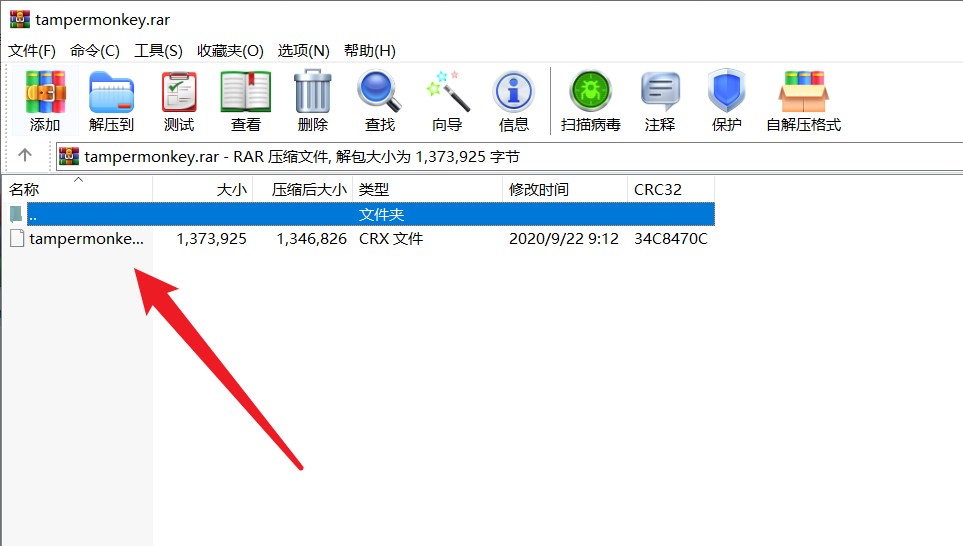 tampermonkey.rar
文件(F) 命令(C) 工具(S) 收藏夹(O) 选项(N) 帮助(H)
添加 解压到 测试 查看 删除 查找 向导 信息 扫描病毒 注释 保护 自解压格式
tampermonkey.rar - RAR 压缩文件, 解包大小为 1,373,925 字节
名称 大小 压缩后大小 类型 修改时间 CRC32
.. 文件夹
tampermonke... 1,373,925 1,346,826 CRX 文件 2020/9/22 9:12 34C8470C